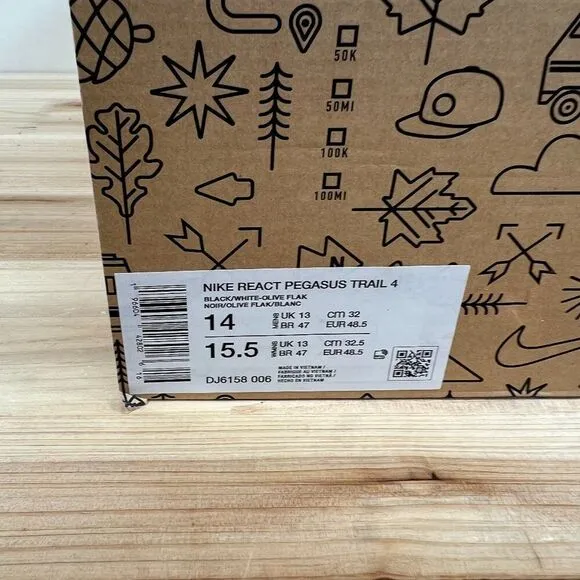 50K
50MI
100K
100MI
N
NIKE REACT PEGASUS TRAIL 4
BLACK/WHITE-OLIVE FLAK
NOIR/OLIVE FLAK/BLANC
14 MENS UK 13 CM 32
BR 47 EUR 48.5
15.5 WMNS UK 13 CM 32.5
BR 47 EUR 48.5
DJ6158 006
MADE IN VIETNAM
FABRIQUE AU VIETNAM
FABRICADO NO VIETNAM
HECHO EN VIETNAM